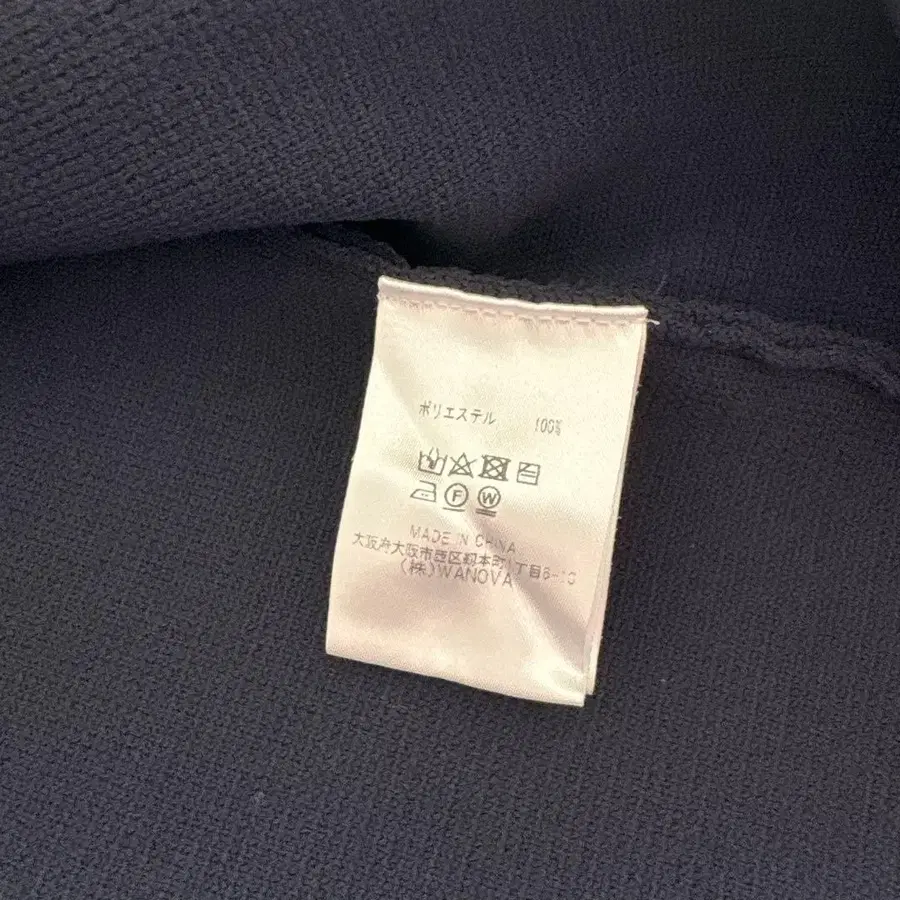 ポリエステル 100%
F W
MADE IN CHINA
大阪府大阪市西区靭本町1丁目6-10
(株)WANOVA